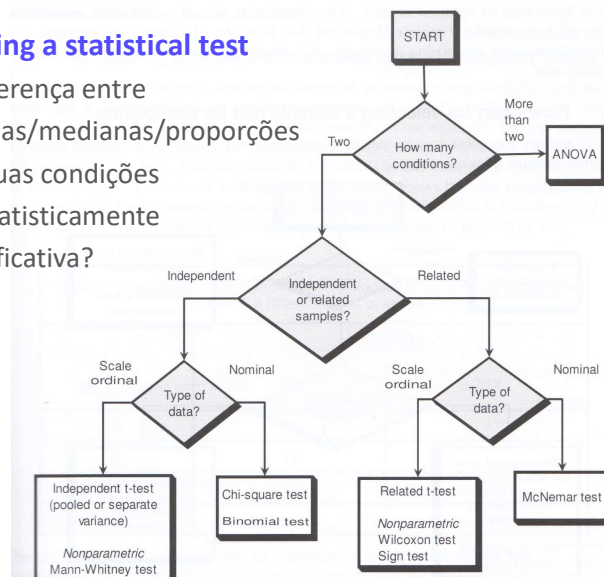 ing a statistical test
erença entre
as/medianas/proporções
uas condições
atisticamente
ficativa?
START
How many
conditions?
Two
More
than
two
ANOVA
Independent
or related
samples?
Independent
Related
Scale
ordinal
Type of
data?
Nominal
Scale
ordinal
Type of
data?
Nominal
Independent t-test
(pooled or separate
variance)
Nonparametric
Mann-Whitney test
Chi-square test
Binomial test
Related t-test
Nonparametric
Wilcoxon test
Sign test
McNemar test